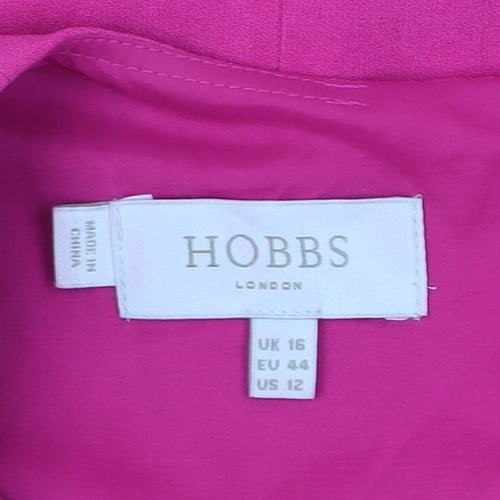 HOBBS
LONDON
MADE IN
CHINA
UK 16
EU 44
US 12